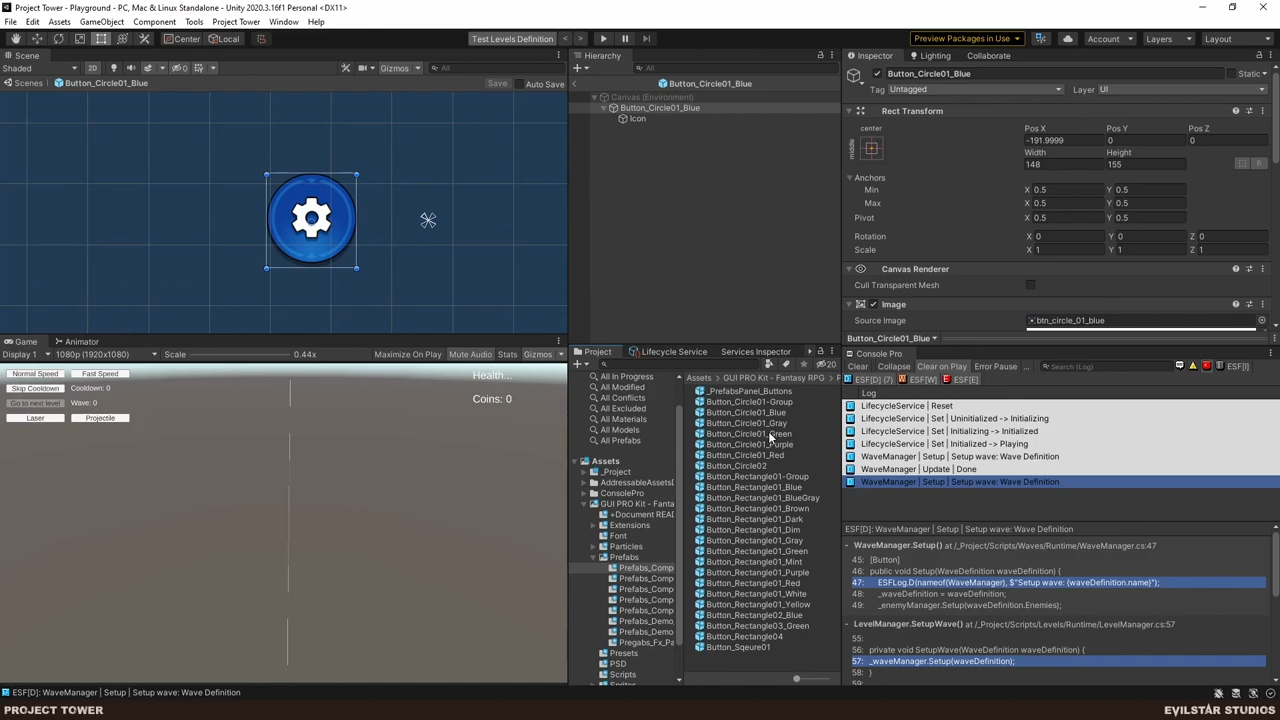 Project Tower - Playground - PC, Mac & Linux Standalone - Unity 2020.3.16f1 Personal <DX11>
File Edit Assets GameObject Component Tools Project Tower Window Help
Center Local Test Levels Definition Preview Packages in Use Account Layers Layout
Scene
Shaded 2D 0 Gizmos All
Scenes Button_Circle01_Blue Save Auto Save
Hierarchy
All
Button_Circle01_Blue
Canvas (Environment)
Button_Circle01_Blue
Icon
Inspector Lighting Collaborate
Button_Circle01_Blue Static
Tag Untagged Layer UI
Rect Transform
center Pos X Pos Y Pos Z
middle -191.9999 0 0
Width Height
148 155
R
Anchors
Min X 0.5 Y 0.5
Max X 0.5 Y 0.5
Pivot X 0.5 Y 0.5
Rotation X 0 Y 0 Z 0
Scale X 1 Y 1 Z 1
Canvas Renderer
Cull Transparent Mesh
Image
Source Image btn_circle_01_blue
Button_Circle01_Blue
Game Animator
Display 1 1080p (1920x1080) Scale 0.44x Maximize On Play Mute Audio Stats Gizmos
Normal Speed Fast Speed
Skip Cooldown Cooldown: 0
Go to next level Wave: 0
Laser Projectile
Health...
Coins: 0
Project Lifecycle Service Services Inspector
20
All In Progress
All Modified
All Conflicts
All Excluded
All Materials
All Models
All Prefabs
Assets
_Project
AddressableAssetsD
ConsolePro
GUI PRO Kit - Fanta
+Document READ
Extensions
Font
Particles
Prefabs
Prefabs_Comp
Prefabs_Comp
Prefabs_Comp
Prefabs_Comp
Prefabs_Comp
Prefabs_Demo
Prefabs_Demo
Pregabs_Fx_Pa
Presets
PSD
Scripts
Assets GUI PRO Kit - Fantasy RPG P
_PrefabsPanel_Buttons
Button_Circle01-Group
Button_Circle01_Blue
Button_Circle01_Gray
Button_Circle01_Green
Button_Circle01_Purple
Button_Circle01_Red
Button_Circle02
Button_Rectangle01-Group
Button_Rectangle01_Blue
Button_Rectangle01_BlueGray
Button_Rectangle01_Brown
Button_Rectangle01_Dark
Button_Rectangle01_Dim
Button_Rectangle01_Gray
Button_Rectangle01_Green
Button_Rectangle01_Mint
Button_Rectangle01_Purple
Button_Rectangle01_Red
Button_Rectangle01_White
Button_Rectangle01_Yellow
Button_Rectangle02_Blue
Button_Rectangle03_Green
Button_Rectangle04
Button_Sqeure01
Console Pro
Clear Collapse Clear on Play Error Pause Search (Log) ESF[I]
ESF[D] (7) ESF[W] ESF[E]
Log
LifecycleService | Reset
LifecycleService | Set | Uninitialized -> Initializing
LifecycleService | Set | Initializing -> Initialized
LifecycleService | Set | Initialized -> Playing
WaveManager | Setup | Setup wave: Wave Definition
WaveManager | Update | Done
WaveManager | Setup | Setup wave: Wave Definition
ESF[D]: WaveManager | Setup | Setup wave: Wave Definition
- WaveManager.Setup() at /_Project/Scripts/Waves/Runtime/WaveManager.cs:47
45: [Button]
46: public void Setup(WaveDefinition waveDefinition) {
47: ESFLog.D(nameof(WaveManager), $"Setup wave: {waveDefinition.name}");
48: _waveDefinition = waveDefinition;
49: _enemyManager.Setup(waveDefinition.Enemies);
- LevelManager.SetupWave() at /_Project/Scripts/Levels/Runtime/LevelManager.cs:57
55:
56: private void SetupWave(WaveDefinition waveDefinition) {
57: _waveManager.Setup(waveDefinition);
58: }
ESF[D]: WaveManager | Setup | Setup wave: Wave Definition
PROJECT TOWER
EVILSTAR STUDIOS